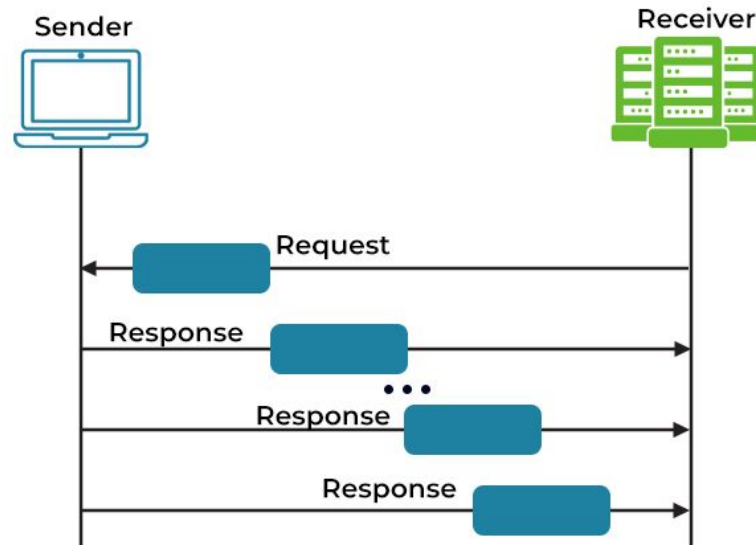 Sender
Receiver
Request
Response
Response
Response